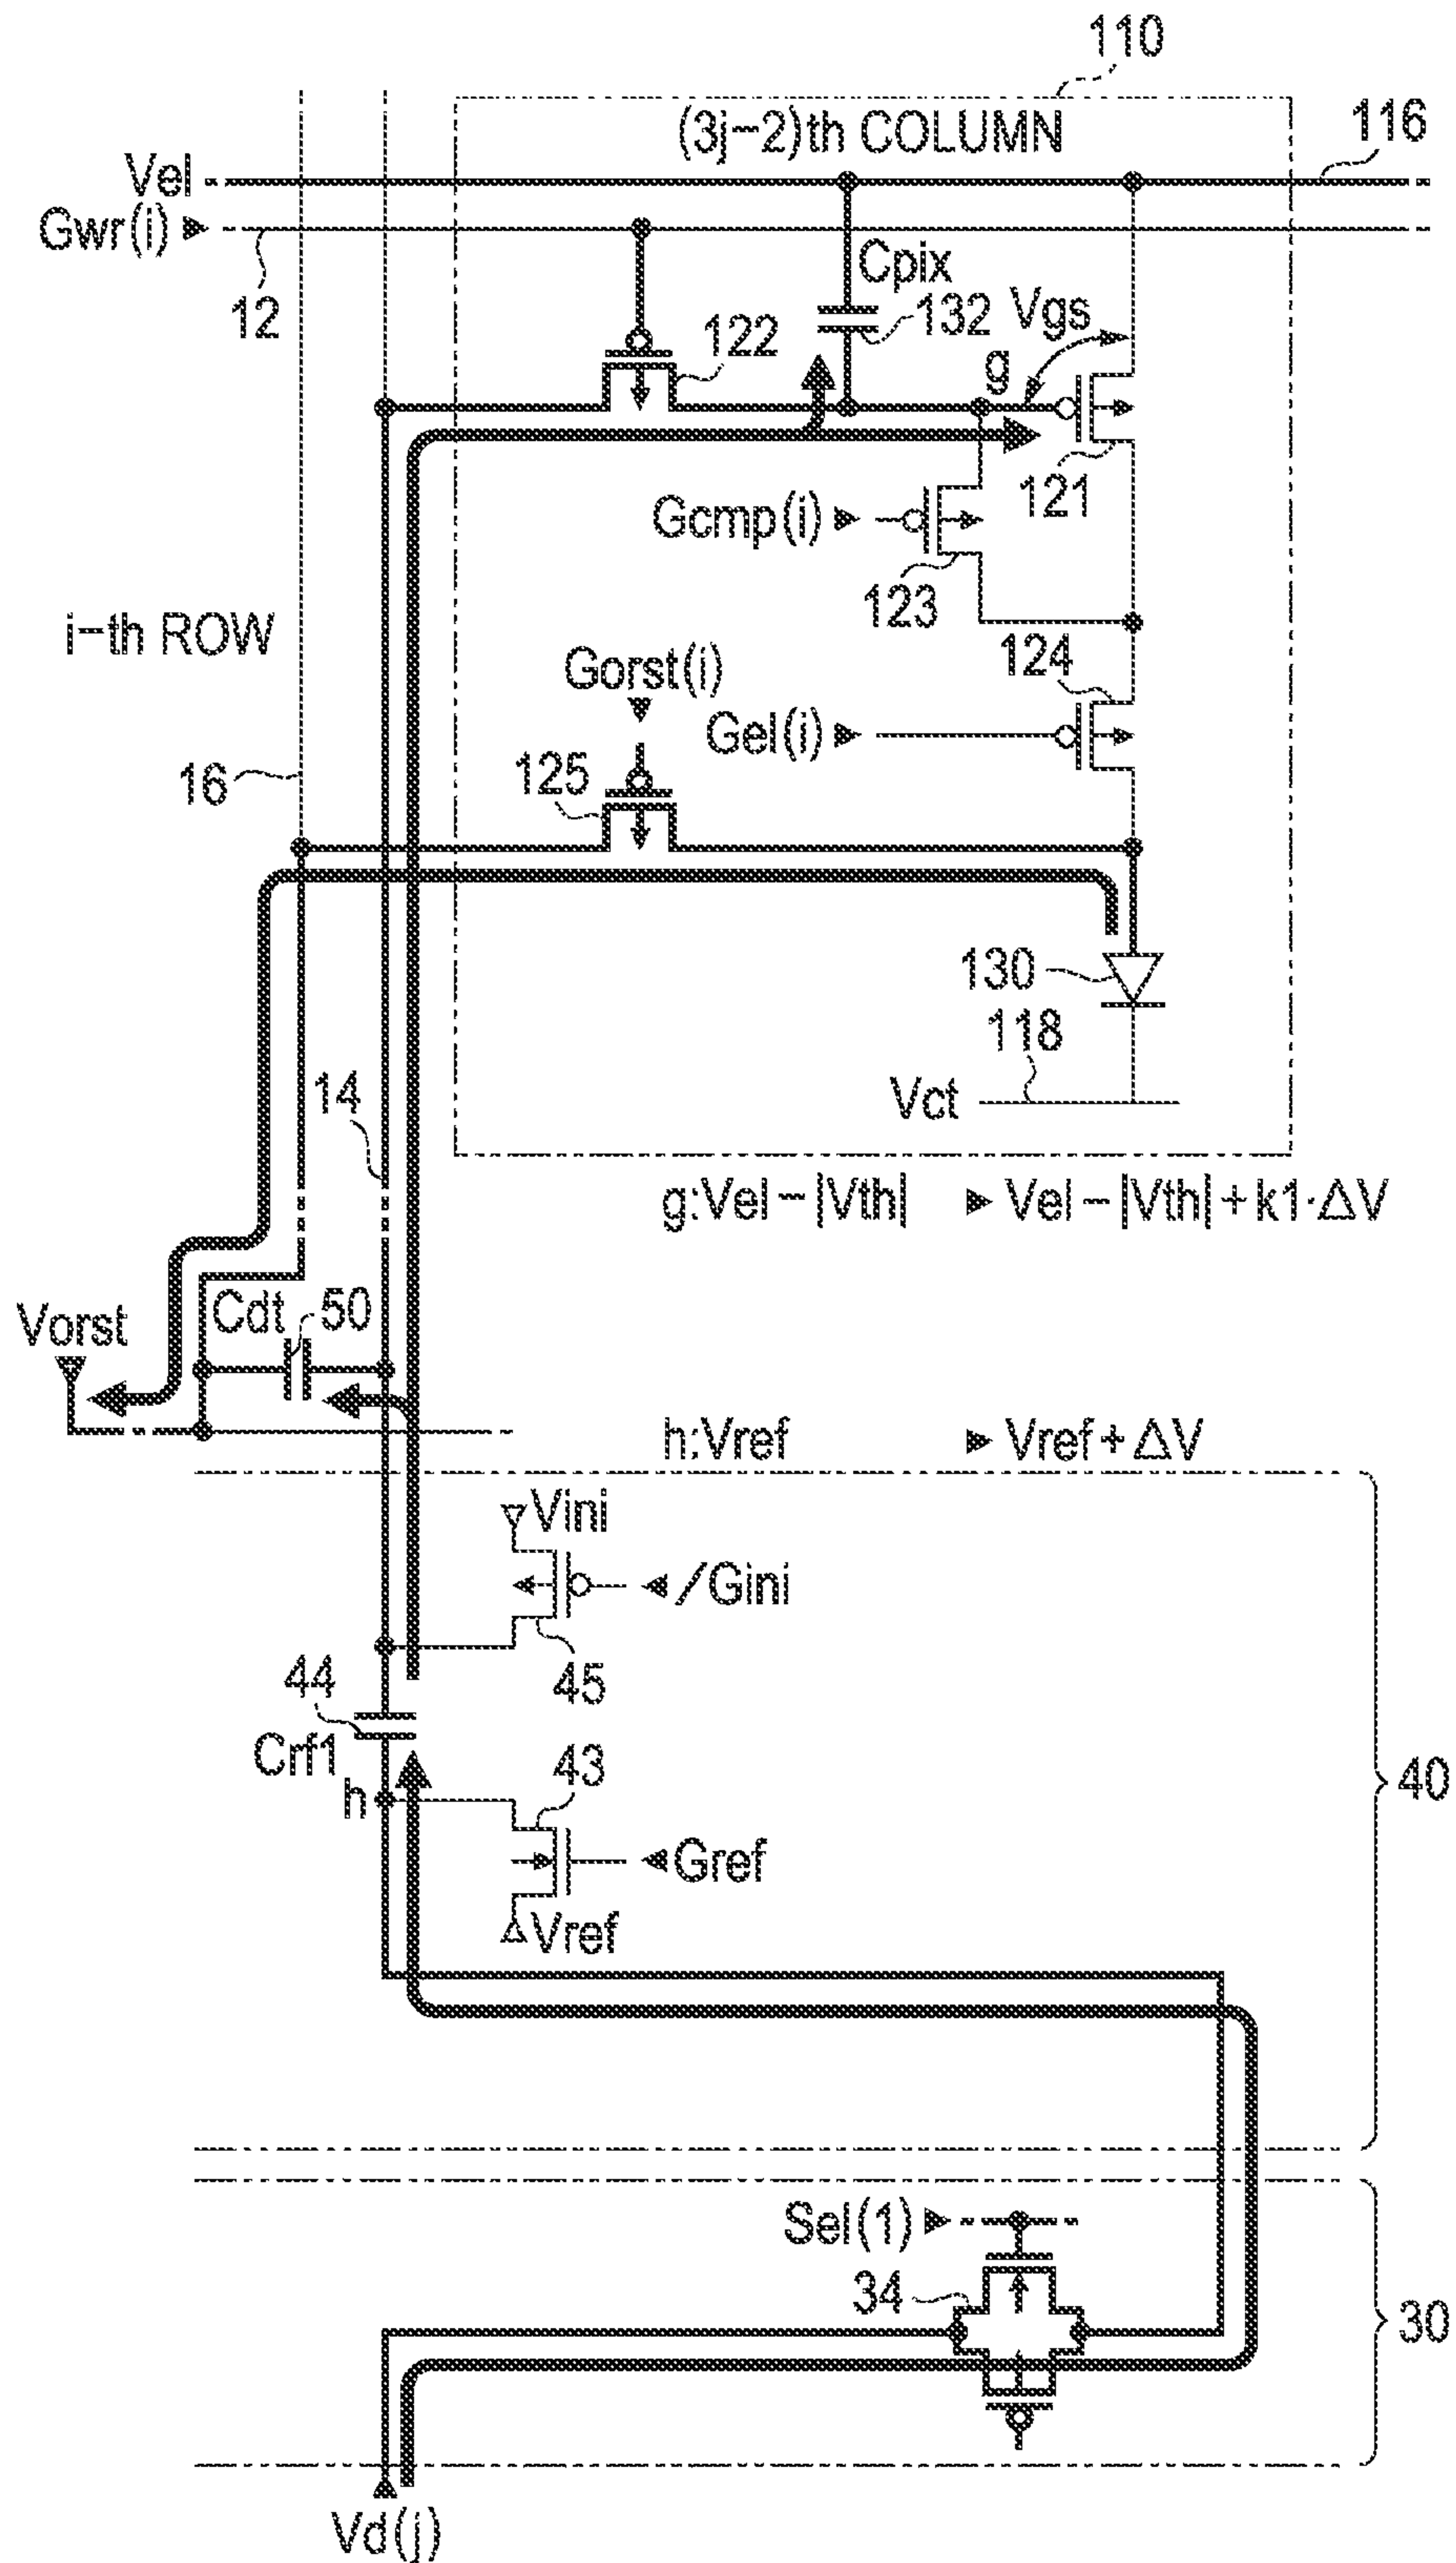 110
(3j-2)th COLUMN
116
Vel
Gwr(i)
12
Cpix
132
Vgs
122
g
121
Gcmp(i)
123
i-th ROW
124
Gorst(i)
Gel(i)
16
125
130
118
14
Vct
g:Vel-|Vth| ► Vel-|Vth|+k1·ΔV
Vorst
Cdt
50
h:Vref ► Vref+ΔV
Vini
/Gini
45
44
Crf1
43
h
40
Gref
Vref
Sel(1)
34
30
Vd(j)